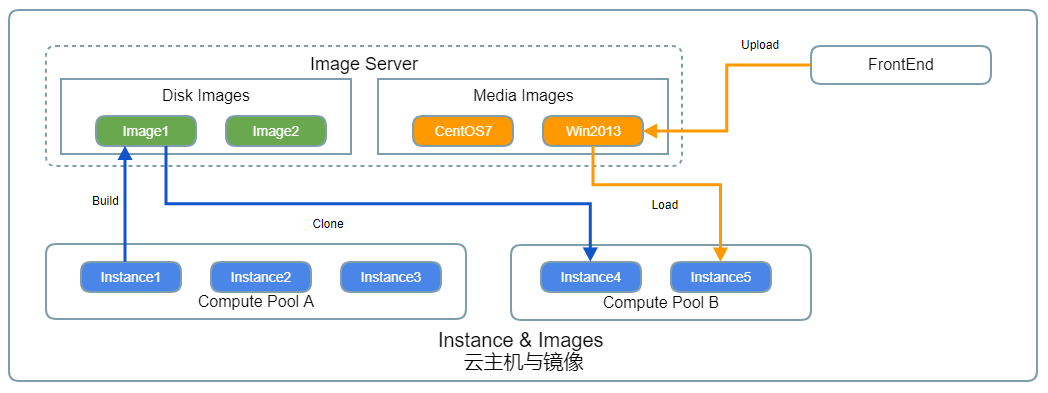 Upload
FrontEnd
Image Server
Disk Images
Media Images
Image1
Image2
CentOS7
Win2013
Build
Clone
Load
Instance1
Instance2
Instance3
Compute Pool A
Instance4
Instance5
Compute Pool B
Instance & Images
云主机与镜像